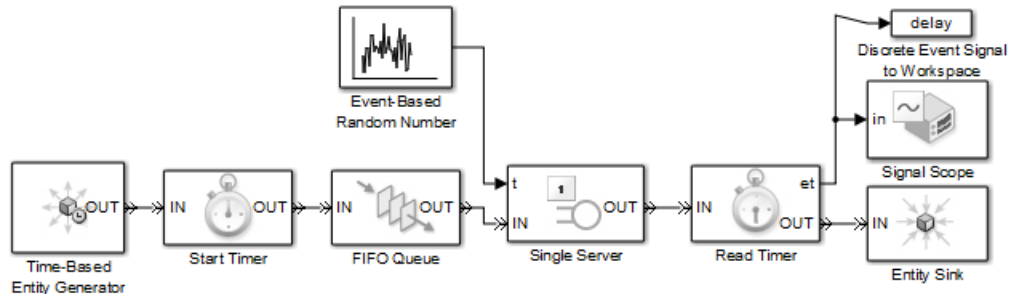 delay
Discrete Event Signal
to Workspace
Event-Based
Random Number
in
Signal Scope
t
1
et
OUT
IN
OUT
IN
OUT
IN
OUT
IN
OUT
IN
Time-Based
Entity Generator
Start Timer
FIFO Queue
Single Server
Read Timer
Entity Sink